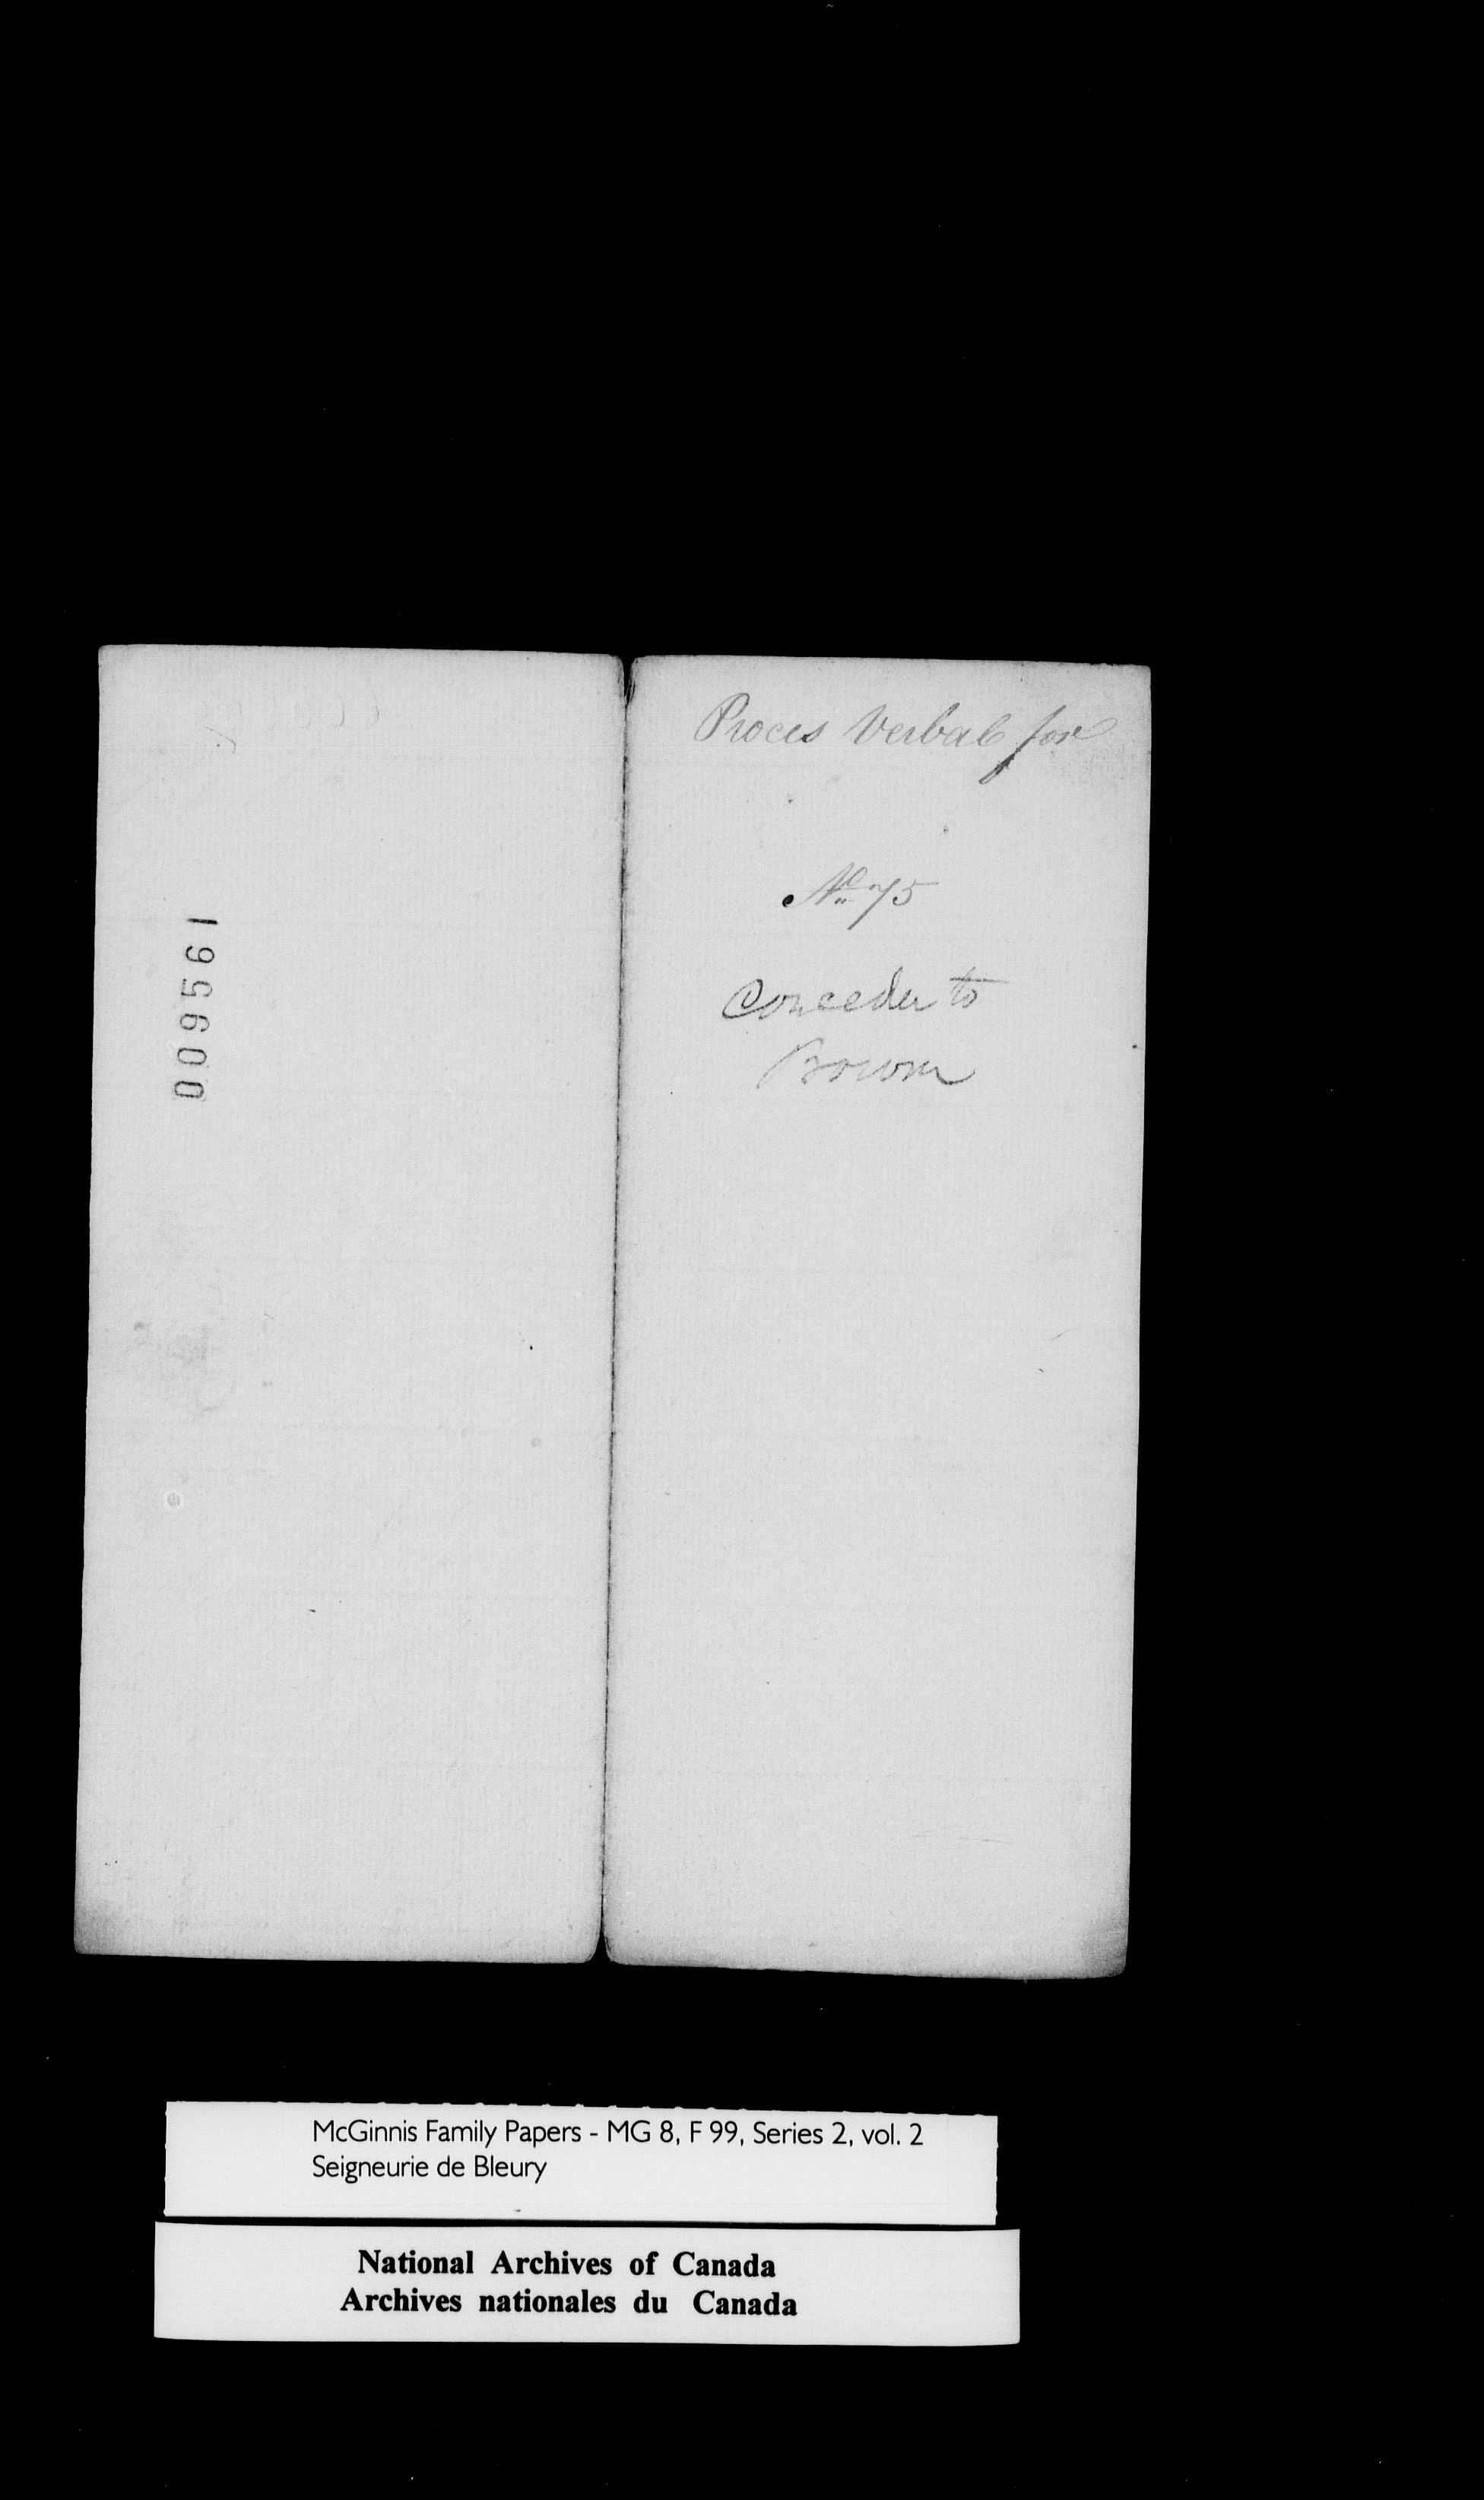 009561
Proces Verbal for
No 75
Conceder to
Brown
McGinnis Family Papers - MG 8, F 99, Series 2, vol. 2
Seigneurie de Bleury
National Archives of Canada
Archives nationales du Canada